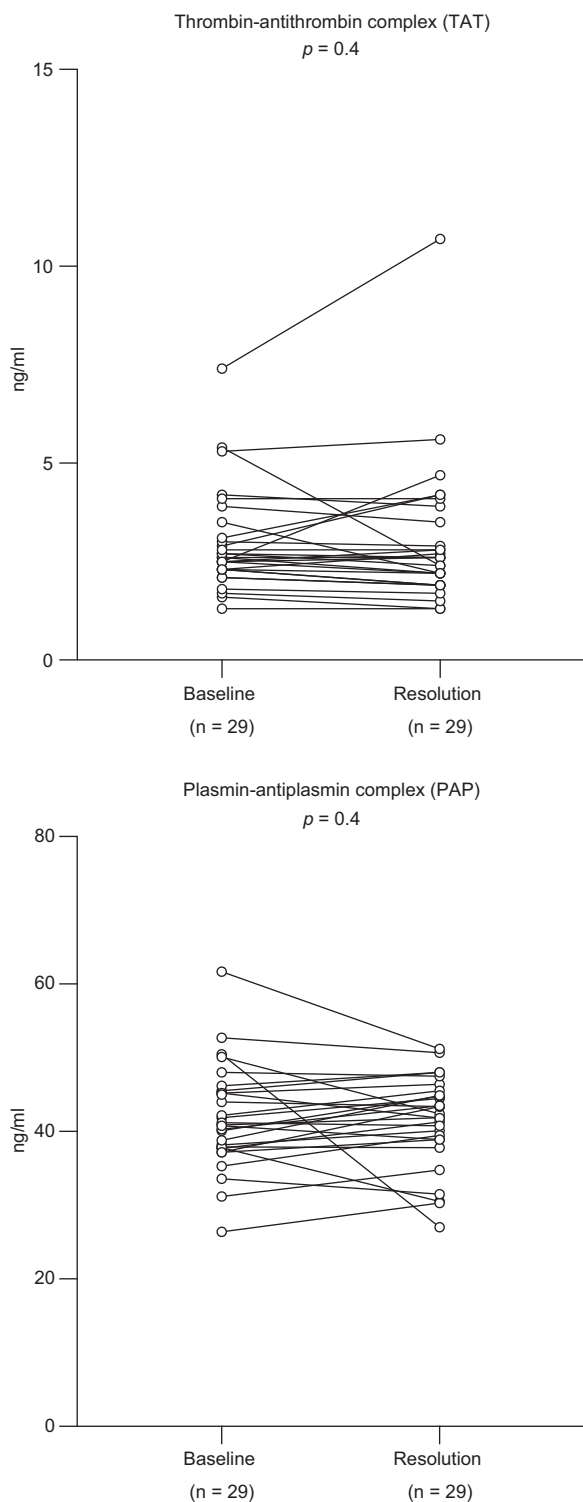 Thrombin-antithrombin complex (TAT)
p = 0.4
15
10
ng/ml
5
0
Baseline
Resolution
(n = 29)
(n = 29)
Plasmin-antiplasmin complex (PAP)
p = 0.4
80
60
ng/ml
40
20
0
Baseline
Resolution
(n = 29)
(n = 29)